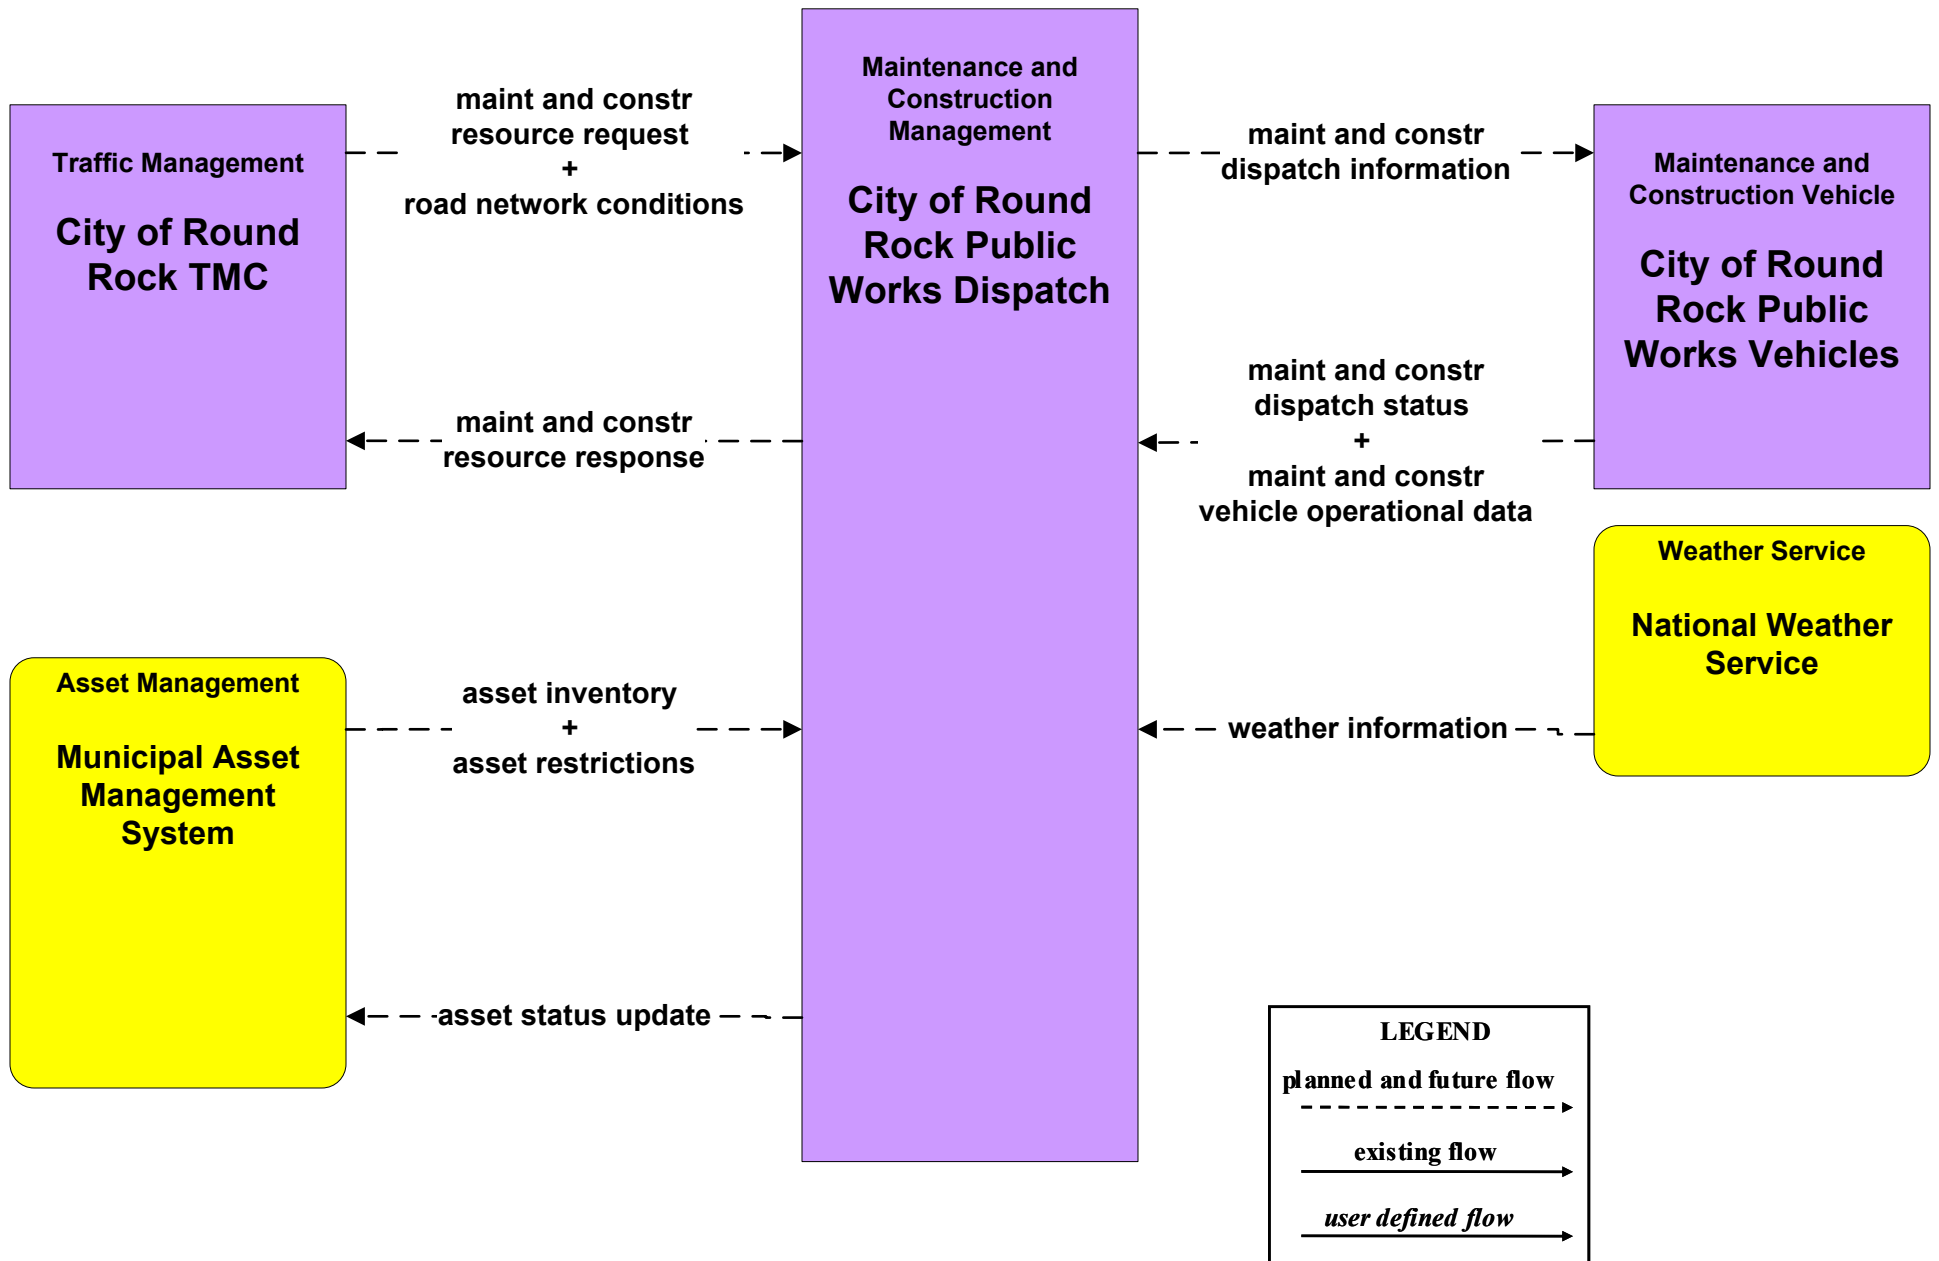 Traffic Management
City of Round
Rock TMC
maint and constr
resource request
+
road network conditions
maint and constr
resource response
Maintenance and
Construction
Management
City of Round
Rock Public
Works Dispatch
maint and constr
dispatch information
maint and constr
dispatch status
+
maint and constr
vehicle operational data
Maintenance and
Construction Vehicle
City of Round
Rock Public
Works Vehicles
Weather Service
National Weather
Service
weather information
Asset Management
Municipal Asset
Management
System
asset inventory
+
asset restrictions
asset status update
LEGEND
planned and future flow
existing flow
user defined flow